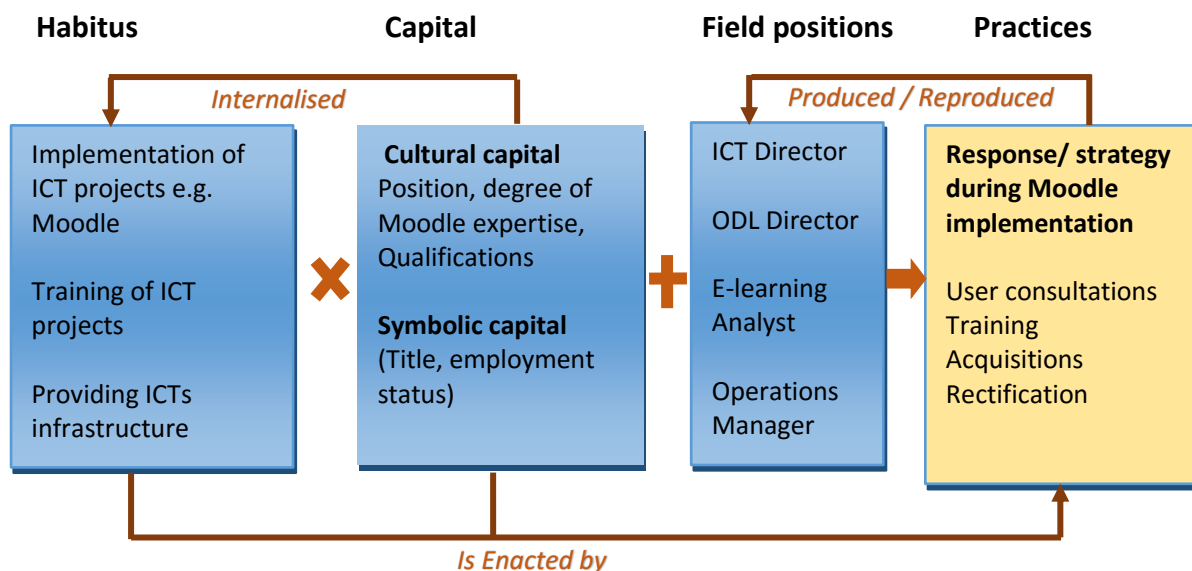 Habitus
Capital
Field positions
Practices
Internalised
Produced / Reproduced
Implementation of
ICT projects e.g.
Moodle
Training of ICT
projects
Providing ICTs
infrastructure
Cultural capital
Position, degree of
Moodle expertise,
Qualifications
Symbolic capital
(Title, employment
status)
ICT Director
ODL Director
E-learning
Analyst
Operations
Manager
Response/ strategy
during Moodle
implementation
User consultations
Training
Acquisitions
Rectification
Is Enacted by